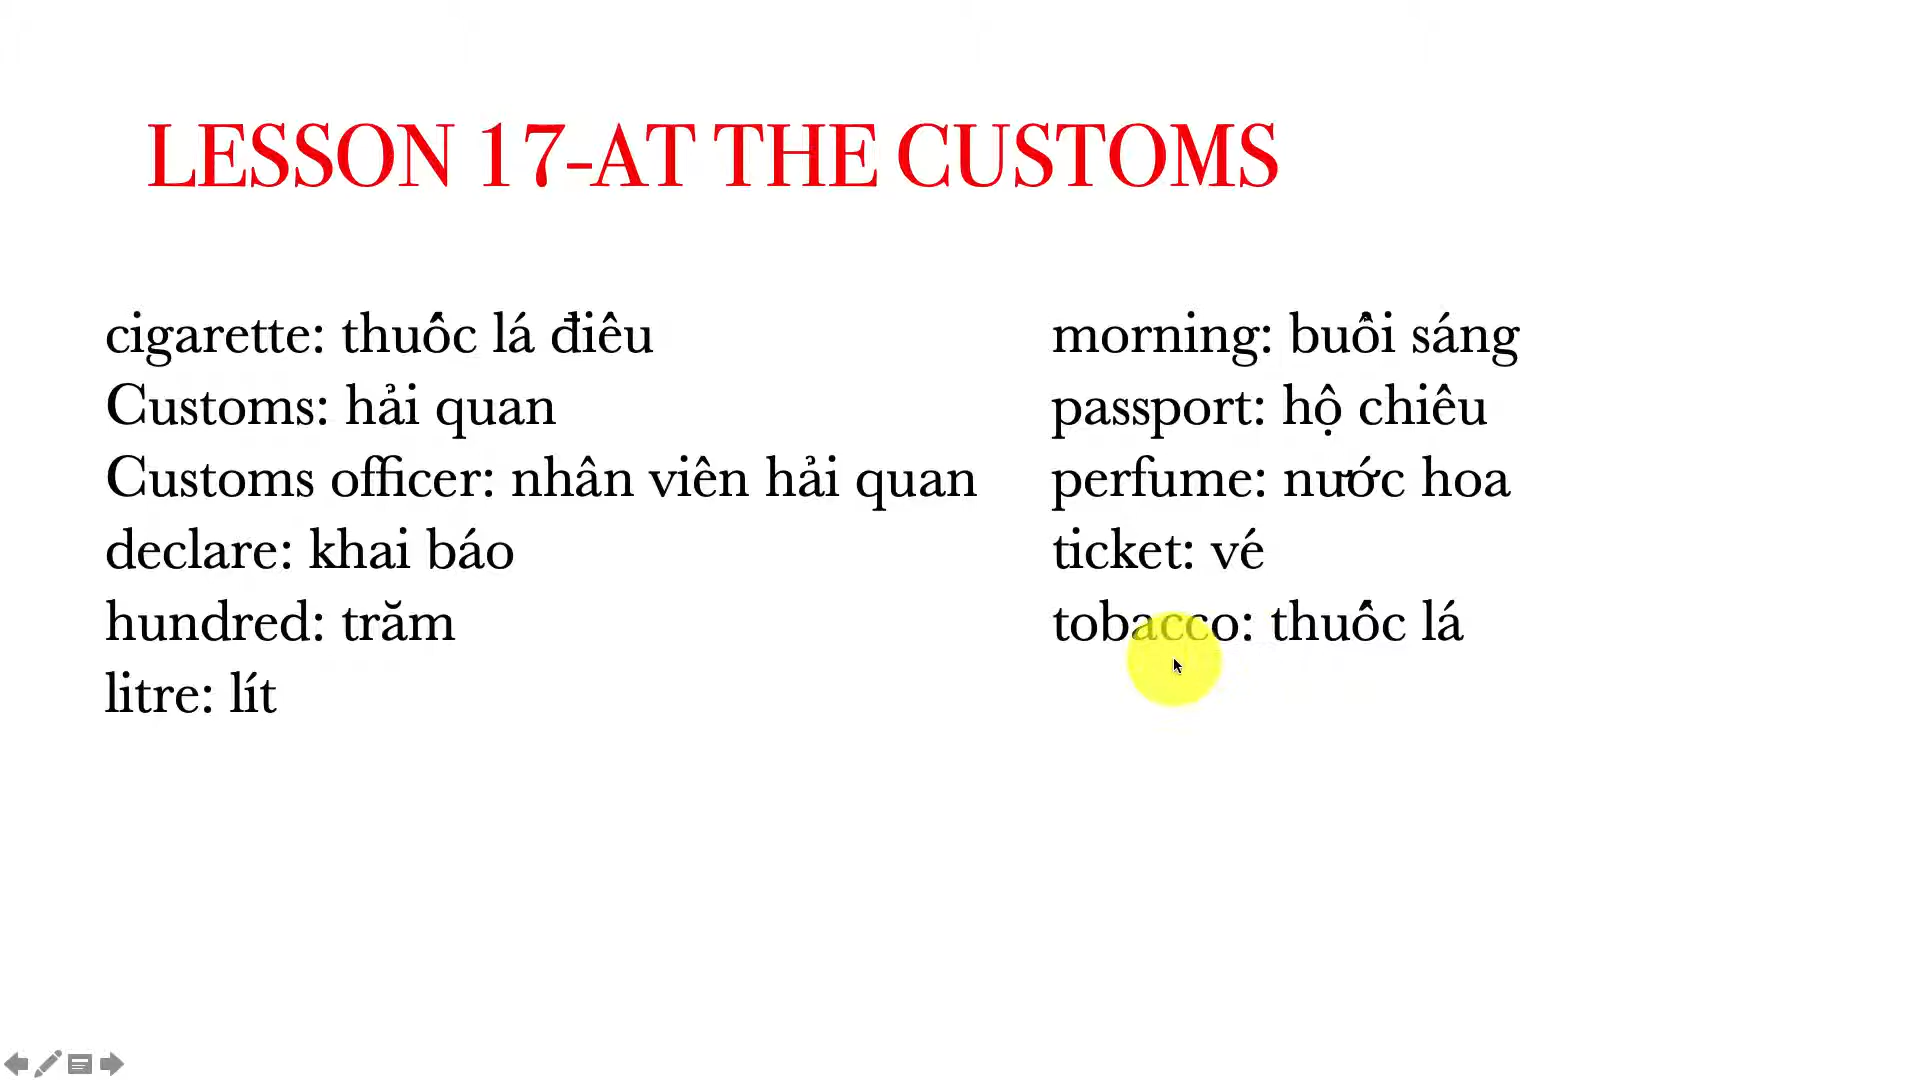 LESSON 17-AT THE CUSTOMS
cigarette: thuốc lá điếu
Customs: hải quan
Customs officer: nhân viên hải quan
declare: khai báo
hundred: trăm
litre: lít
morning: buổi sáng
passport: hộ chiếu
perfume: nước hoa
ticket: vé
tobacco: thuốc lá